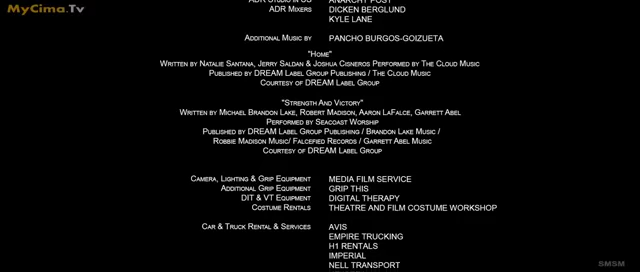 MyCima.Tv
ADR STUDIO IN US ANARCHY POST
ADR MIXERS DICKEN BERGLUND
KYLE LANE
ADDITIONAL MUSIC BY PANCHO BURGOS-GOIZUETA
"HOME"
WRITTEN BY NATALIE SANTANA, JERRY SALDAN & JOSHUA CISNEROS PERFORMED BY THE CLOUD MUSIC
PUBLISHED BY DREAM LABEL GROUP PUBLISHING / THE CLOUD MUSIC
COURTESY OF DREAM LABEL GROUP
"STRENGTH AND VICTORY"
WRITTEN BY MICHAEL BRANDON LAKE, ROBERT MADISON, AARON LAFALCE, GARRETT ABEL
PERFORMED BY SEACOAST WORSHIP
PUBLISHED BY DREAM LABEL GROUP PUBLISHING / BRANDON LAKE MUSIC /
ROBBIE MADISON MUSIC/ FALCEFIED RECORDS / GARRETT ABEL MUSIC
COURTESY OF DREAM LABEL GROUP
CAMERA, LIGHTING & GRIP EQUIPMENT MEDIA FILM SERVICE
ADDITIONAL GRIP EQUIPMENT GRIP THIS
DIT & VT EQUIPMENT DIGITAL THERAPY
COSTUME RENTALS THEATRE AND FILM COSTUME WORKSHOP
CAR & TRUCK RENTAL & SERVICES AVIS
EMPIRE TRUCKING
H1 RENTALS
IMPERIAL
NELL TRANSPORT
SMSM